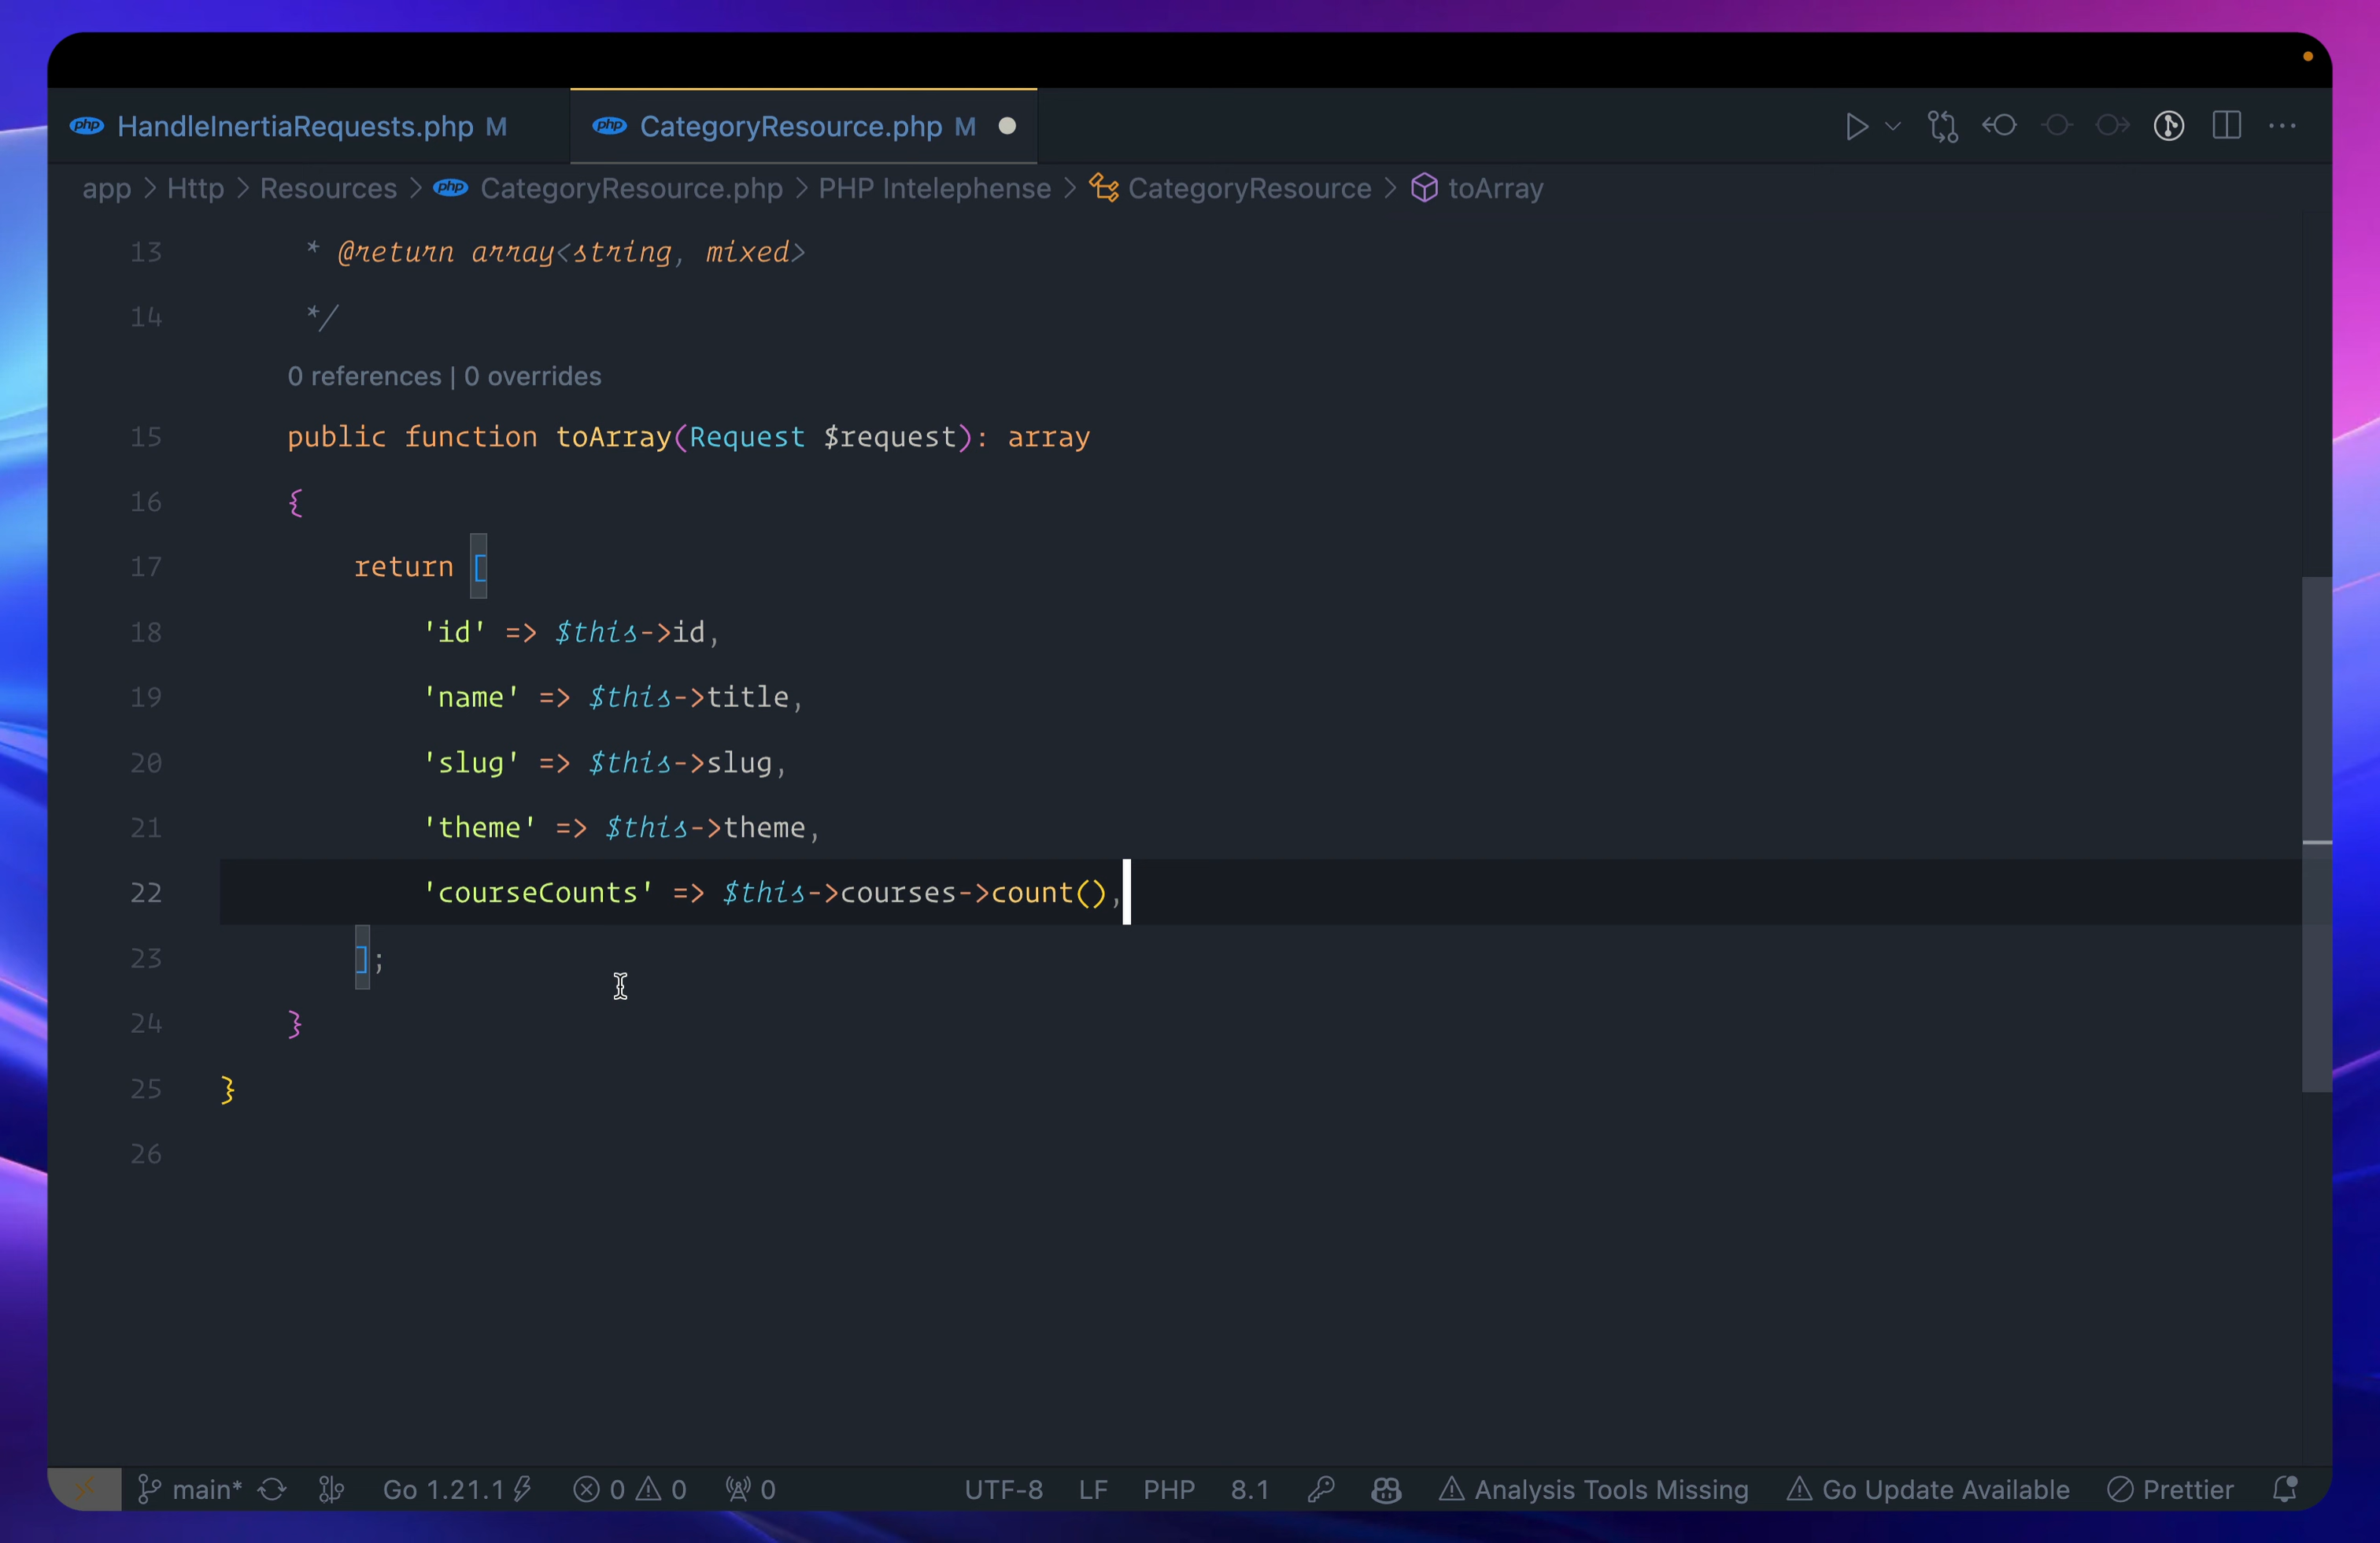 php HandleInertiaRequests.php M
php CategoryResource.php M
app > Http > Resources > php CategoryResource.php > PHP Intelephense > CategoryResource > toArray
13 * @return array<string, mixed>
14 */
0 references | 0 overrides
15 public function toArray(Request $request): array
16 {
17 return [
18 'id' => $this->id,
19 'name' => $this->title,
20 'slug' => $this->slug,
21 'theme' => $this->theme,
22 'courseCounts' => $this->courses->count(),
23 ];
24 }
25 }
26
main* Go 1.21.1 0 0 0 UTF-8 LF PHP 8.1 Analysis Tools Missing Go Update Available Prettier